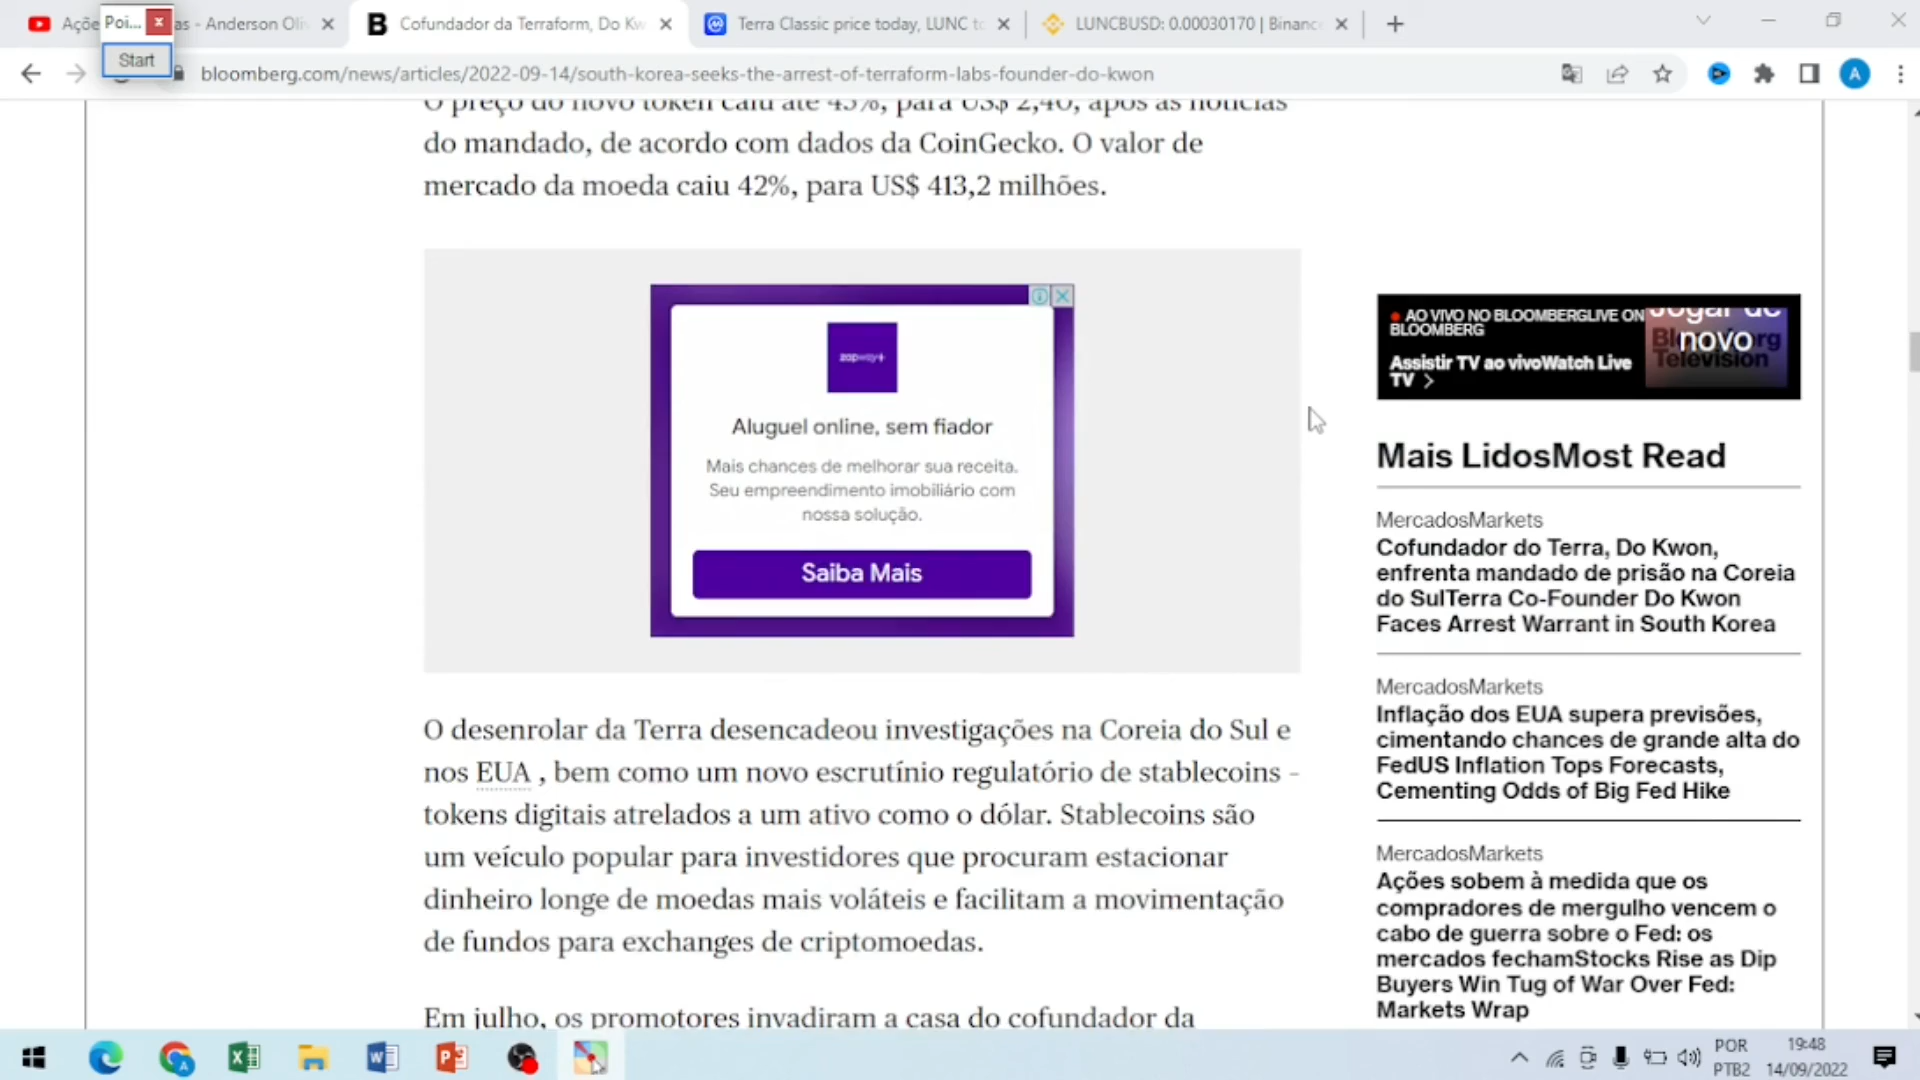 Poi...
Açõe
as - Anderson Oli
Cofundador da Terraform, Do Kw
Terra Classic price today, LUNC to
LUNCBUSD: 0.00030170 | Binance
Start
bloomberg.com/news/articles/2022-09-14/south-korea-seeks-the-arrest-of-terraform-labs-founder-do-kwon
A
O preço do novo token caiu até 45%, para US$ 2,40, após as notícias
do mandado, de acordo com dados da CoinGecko. O valor de
mercado da moeda caiu 42%, para US$ 413,2 milhões.
zapway+
Aluguel online, sem fiador
Mais chances de melhorar sua receita.
Seu empreendimento imobiliário com
nossa solução.
Saiba Mais
O desenrolar da Terra desencadeou investigações na Coreia do Sul e
nos EUA , bem como um novo escrutínio regulatório de stablecoins -
tokens digitais atrelados a um ativo como o dólar. Stablecoins são
um veículo popular para investidores que procuram estacionar
dinheiro longe de moedas mais voláteis e facilitam a movimentação
de fundos para exchanges de criptomoedas.
Em julho, os promotores invadiram a casa do cofundador da
AO VIVO NO BLOOMBERGLIVE ON
BLOOMBERG
Assistir TV ao vivoWatch Live
TV >
Jogar de
novo
Bloomberg
Television
Mais LidosMost Read
MercadosMarkets
Cofundador do Terra, Do Kwon,
enfrenta mandado de prisão na Coreia
do SulTerra Co-Founder Do Kwon
Faces Arrest Warrant in South Korea
MercadosMarkets
Inflação dos EUA supera previsões,
cimentando chances de grande alta do
FedUS Inflation Tops Forecasts,
Cementing Odds of Big Fed Hike
MercadosMarkets
Ações sobem à medida que os
compradores de mergulho vencem o
cabo de guerra sobre o Fed: os
mercados fechamStocks Rise as Dip
Buyers Win Tug of War Over Fed:
Markets Wrap
POR
PTB2
19:48
14/09/2022